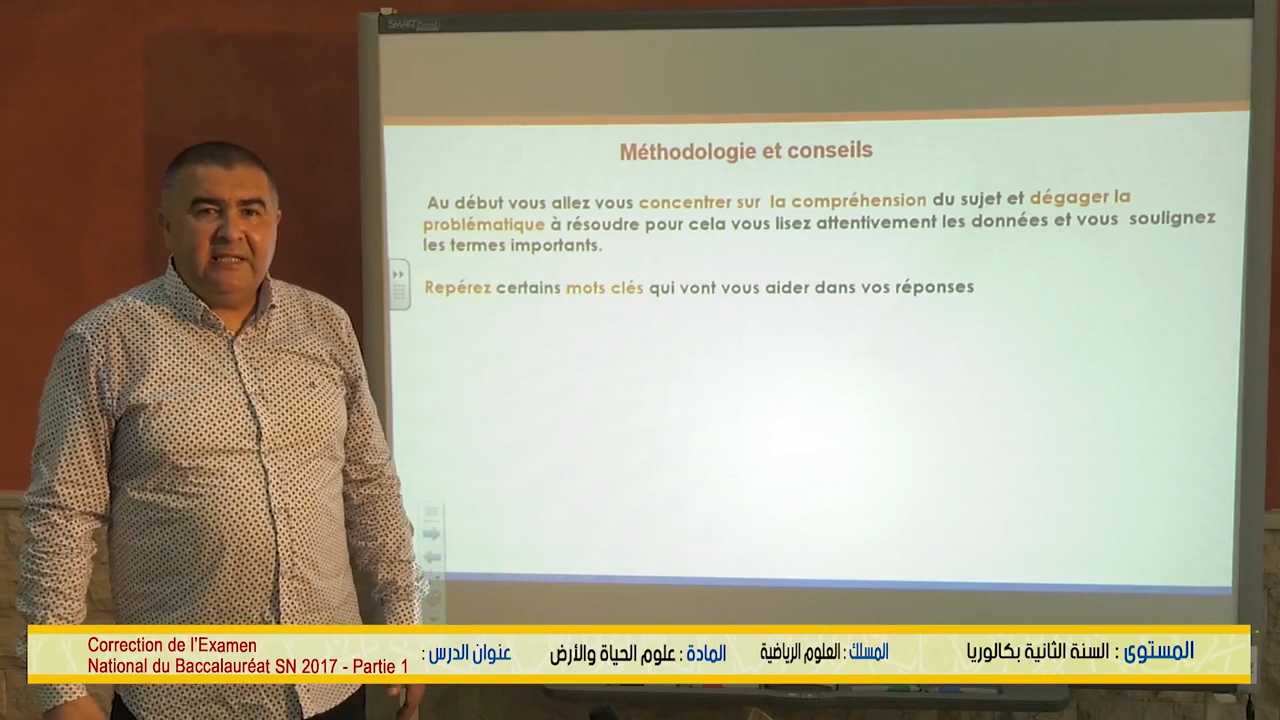 SMART Board
Méthodologie et conseils
Au début vous allez vous concentrer sur la compréhension du sujet et dégager la
problématique à résoudre pour cela vous lisez attentivement les données et vous soulignez
les termes importants.
Repérez certains mots clés qui vont vous aider dans vos réponses
المستوى : السنة الثانية بكالوريا
المسلك : العلوم الرياضية
المادة : علوم الحياة والأرض
عنوان الدرس :
Correction de l'Examen
National du Baccalauréat SN 2017 - Partie 1